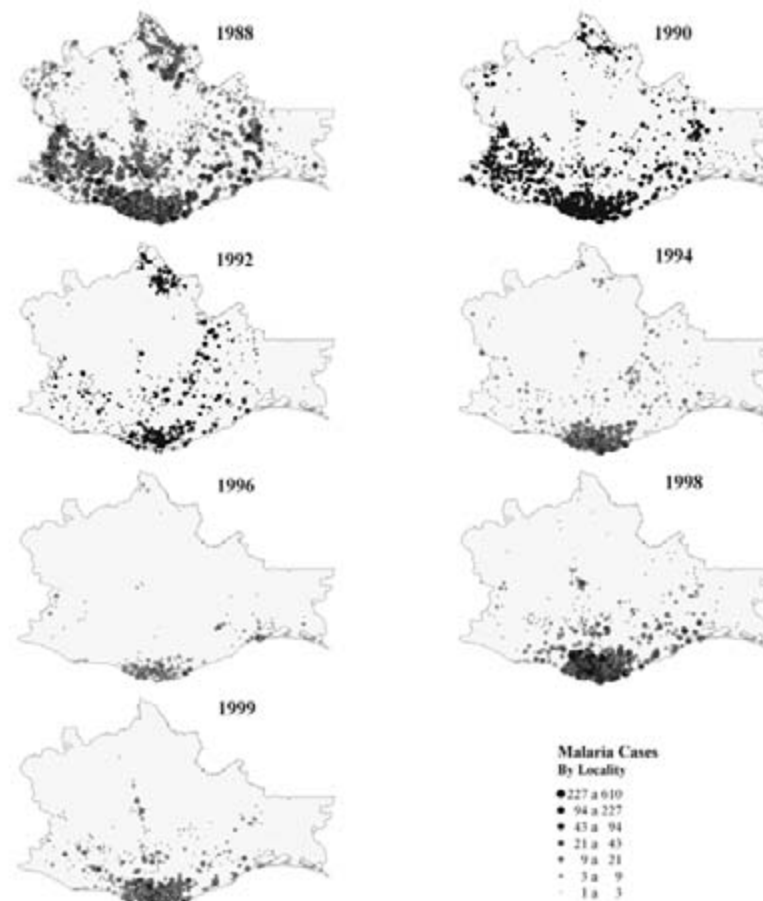 1988
1990
1992
1994
1996
1998
1999
Malaria Cases
By Locality
227 a 610
94 a 227
43 a 94
21 a 43
9 a 21
3 a 9
1 a 3